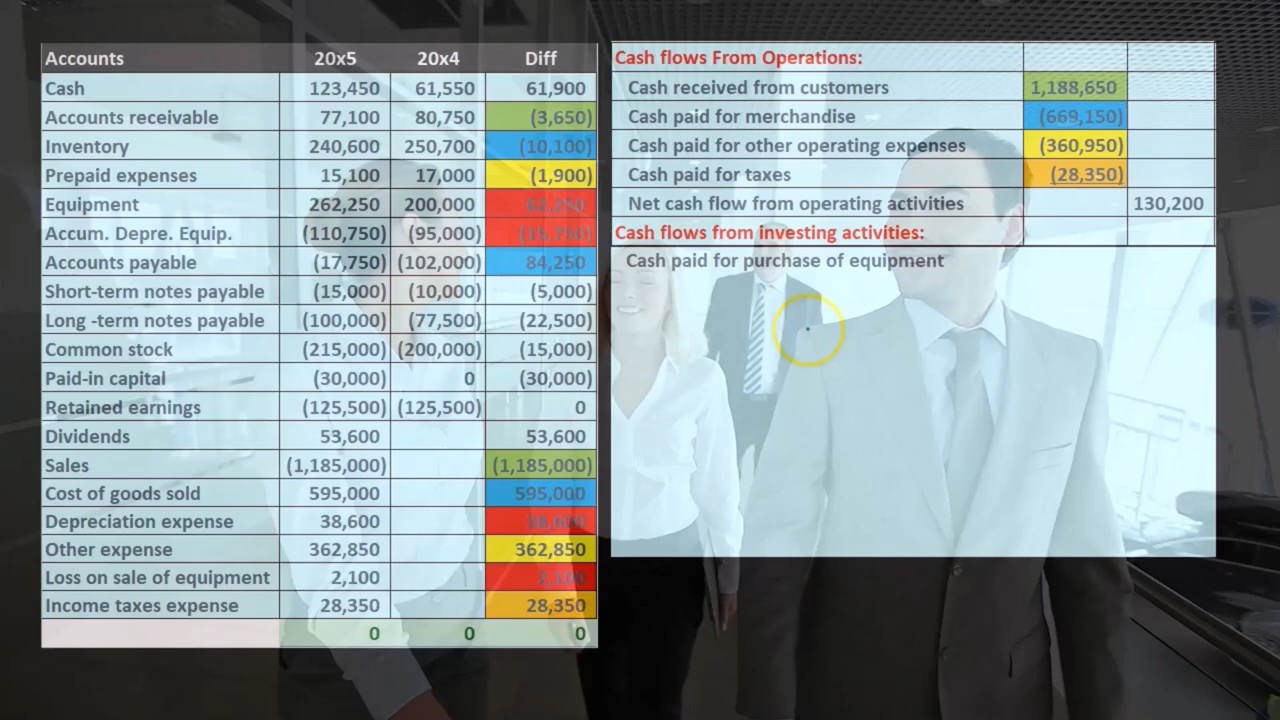 Accounts 20x5 20x4 Diff
Cash 123,450 61,550 61,900
Accounts receivable 77,100 80,750 (3,650)
Inventory 240,600 250,700 (10,100)
Prepaid expenses 15,100 17,000 (1,900)
Equipment 262,250 200,000 62,250
Accum. Depre. Equip. (110,750) (95,000) (15,750)
Accounts payable (17,750) (102,000) 84,250
Short-term notes payable (15,000) (10,000) (5,000)
Long -term notes payable (100,000) (77,500) (22,500)
Common stock (215,000) (200,000) (15,000)
Paid-in capital (30,000) 0 (30,000)
Retained earnings (125,500) (125,500) 0
Dividends 53,600 53,600
Sales (1,185,000) (1,185,000)
Cost of goods sold 595,000 595,000
Depreciation expense 38,600 38,600
Other expense 362,850 362,850
Loss on sale of equipment 2,100 2,100
Income taxes expense 28,350 28,350
0 0 0
Cash flows From Operations:
Cash received from customers 1,188,650
Cash paid for merchandise (669,150)
Cash paid for other operating expenses (360,950)
Cash paid for taxes (28,350)
Net cash flow from operating activities 130,200
Cash flows from investing activities:
Cash paid for purchase of equipment